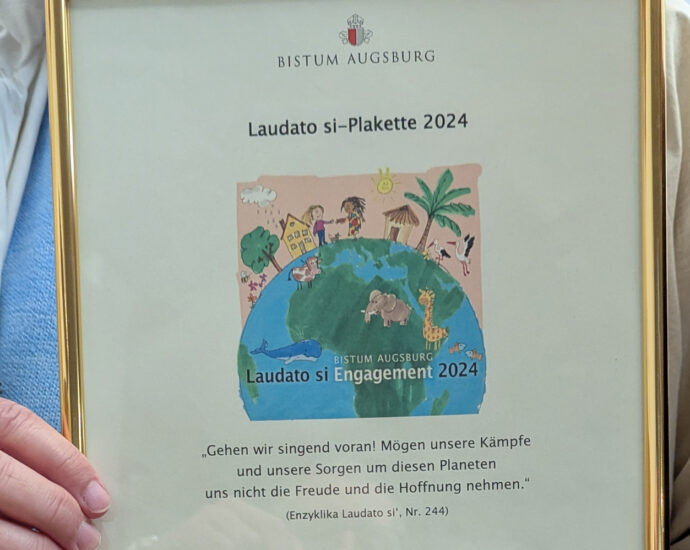 BISTUM AUGSBURG
Laudato si-Plakette 2024
BISTUM AUGSBURG
Laudato si Engagement 2024
„Gehen wir singend voran! Mögen unsere Kämpfe
und unsere Sorgen um diesen Planeten
uns nicht die Freude und die Hoffnung nehmen.“
(Enzyklika Laudato si', Nr. 244)